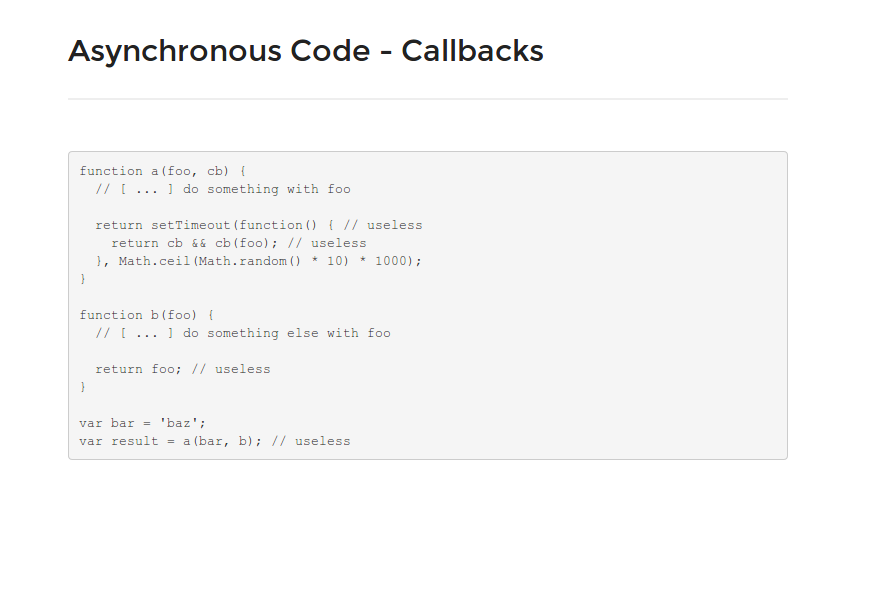 Asynchronous Code - Callbacks
function a(foo, cb) {
// [ ... ] do something with foo
return setTimeout(function() { // useless
return cb && cb(foo); // useless
}, Math.ceil(Math.random() * 10) * 1000);
}
function b(foo) {
// [ ... ] do something else with foo
return foo; // useless
}
var bar = 'baz';
var result = a(bar, b); // useless